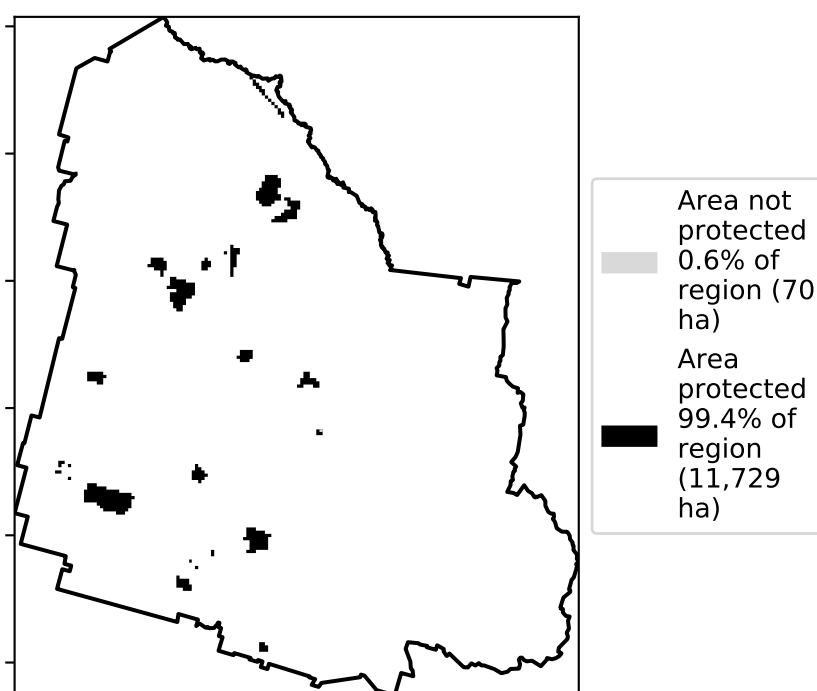 Area not
protected
0.6% of
region (70
ha)
Area
protected
99.4% of
region
(11,729
ha)